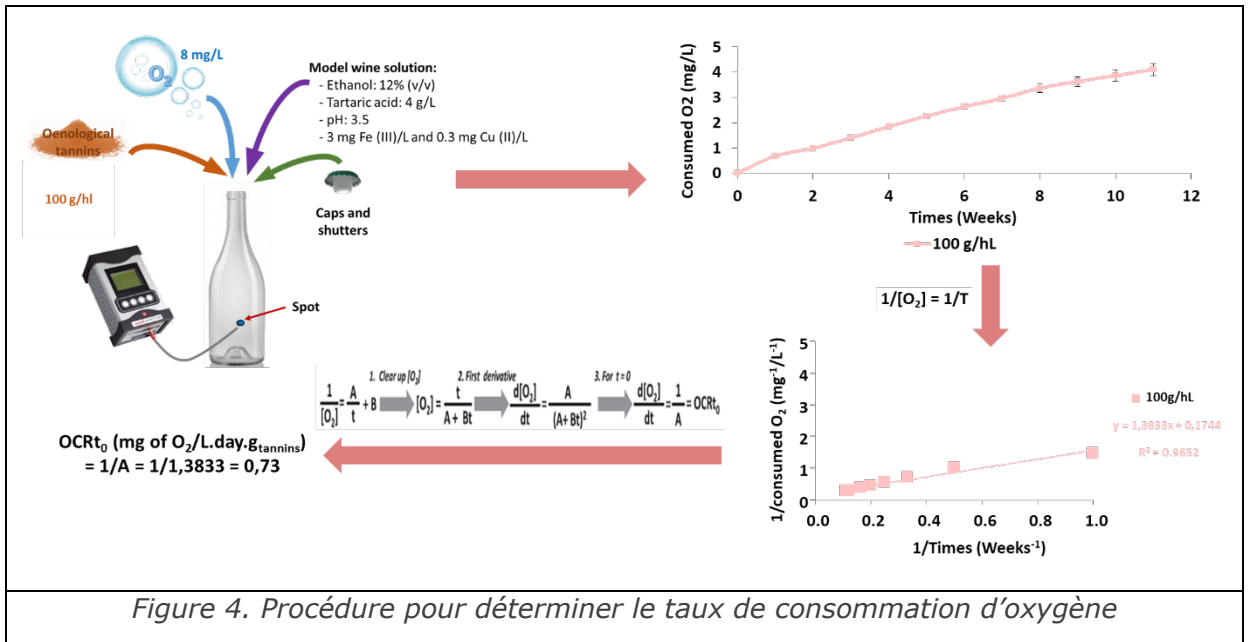 8 mg/L
O₂
Model wine solution:
- Ethanol: 12% (v/v)
- Tartaric acid: 4 g/L
- pH: 3.5
- 3 mg Fe (III)/L and 0.3 mg Cu (II)/L
Oenological
tannins
100 g/hl
Caps and
shutters
Spot
Consumed O2 (mg/L)
5
4
3
2
1
0
0 2 4 6 8 10 12
Times (Weeks)
100 g/hL
1/[O₂] = 1/T
1/consumed O₂ (mg⁻¹/L⁻¹)
5
4
3
2
1
0
0.0 0.2 0.4 0.6 0.8 1.0
1/Times (Weeks⁻¹)
100g/hL
y = 1,3833x + 0,1744
R² = 0.9652
1. Clear up [O₂] 2. First derivative 3. For t = 0
1/[O₂] = A/t + B [O₂] = t/(A + Bt) d[O₂]/dt = A/(A+Bt)² d[O₂]/dt = 1/A = OCRt₀
OCRt₀ (mg of O₂/L.day.g tannins)
= 1/A = 1/1,3833 = 0,73
Figure 4. Procédure pour déterminer le taux de consommation d’oxygène